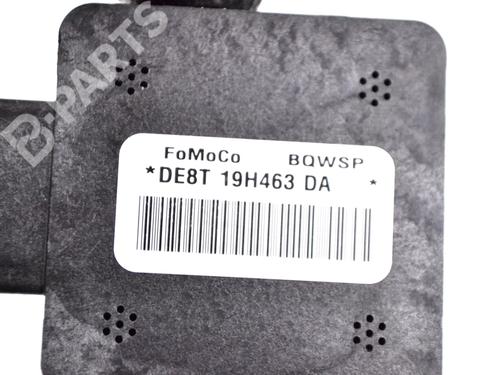 B-PARTS
FoMoCo BQWSP
*DE8T 19H463 DA *